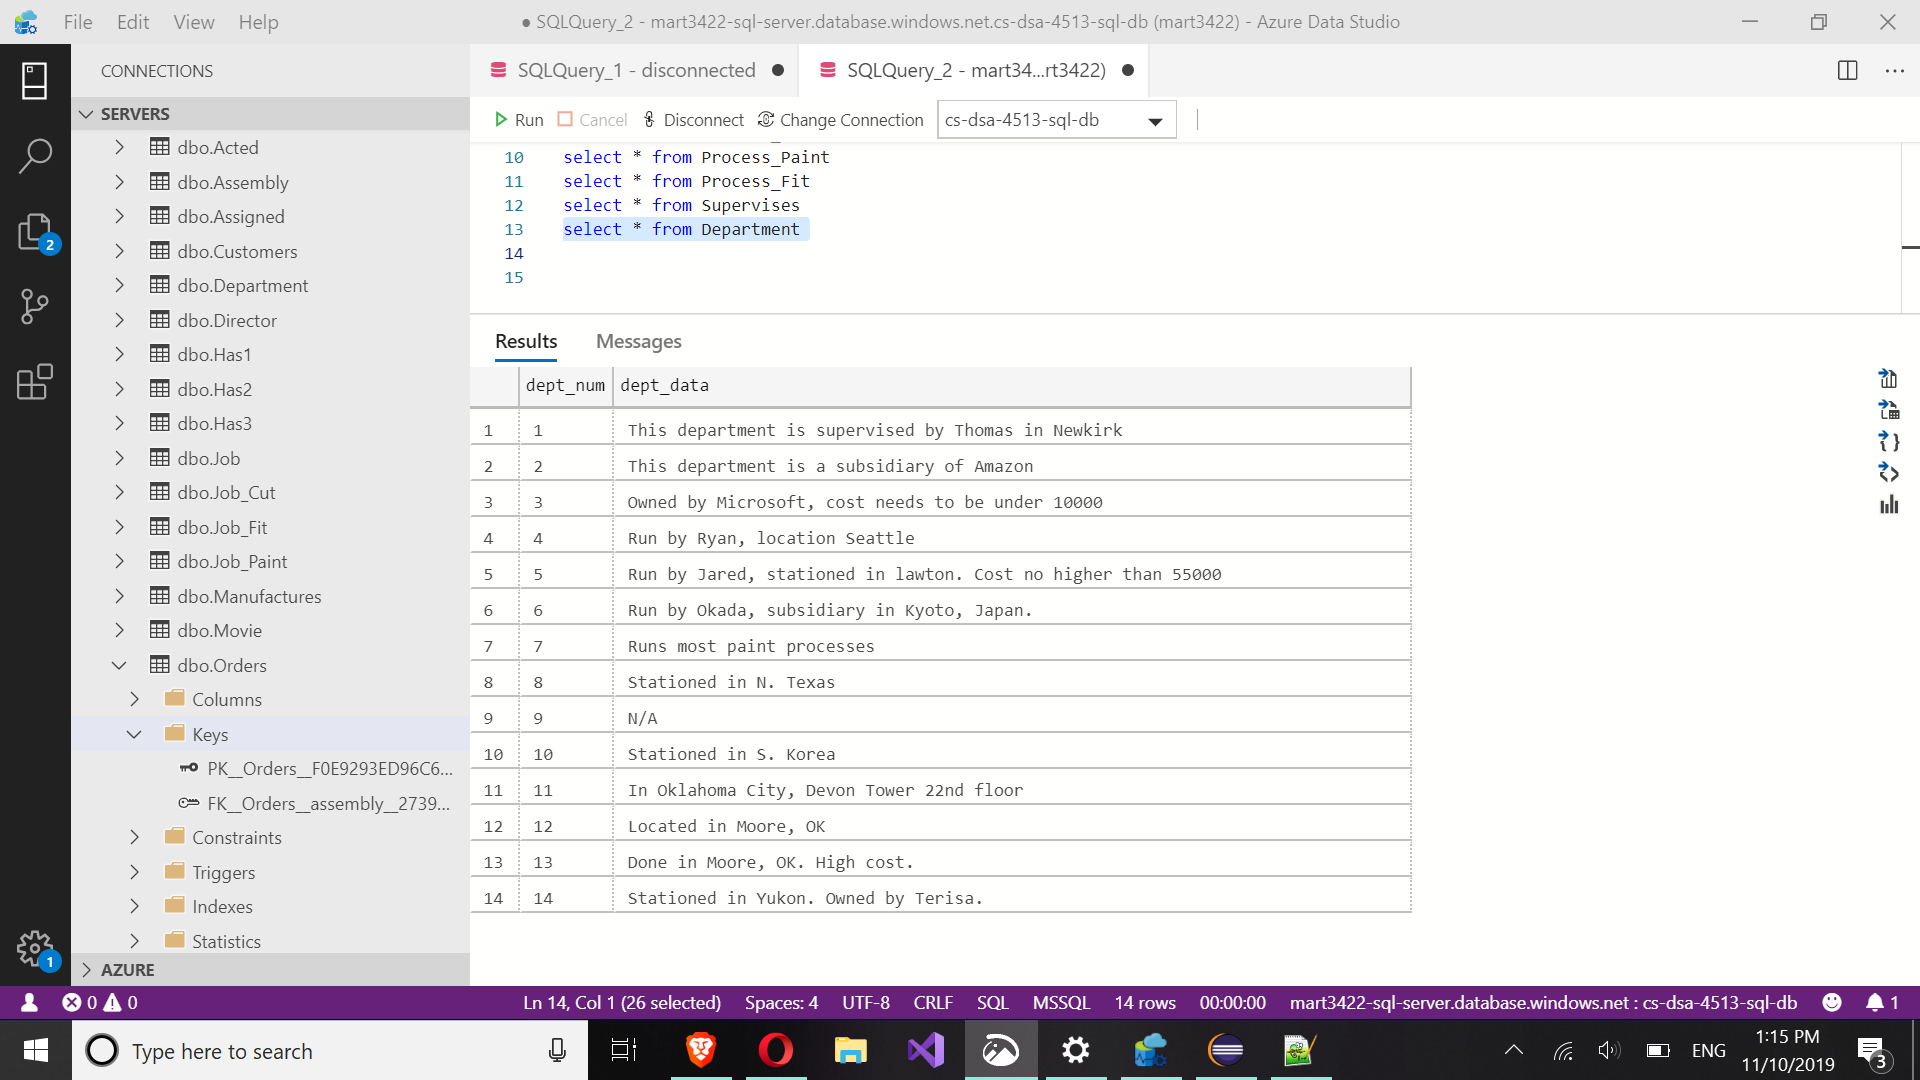 File Edit View Help
● SQLQuery_2 - mart3422-sql-server.database.windows.net.cs-dsa-4513-sql-db (mart3422) - Azure Data Studio
CONNECTIONS
SERVERS
dbo.Acted
dbo.Assembly
dbo.Assigned
dbo.Customers
dbo.Department
dbo.Director
dbo.Has1
dbo.Has2
dbo.Has3
dbo.Job
dbo.Job_Cut
dbo.Job_Fit
dbo.Job_Paint
dbo.Manufactures
dbo.Movie
dbo.Orders
Columns
Keys
PK__Orders__F0E9293ED96C6...
FK__Orders__assembly__2739...
Constraints
Triggers
Indexes
Statistics
AZURE
2
1
SQLQuery_1 - disconnected ●
SQLQuery_2 - mart34...rt3422) ●
Run Cancel Disconnect Change Connection cs-dsa-4513-sql-db
10 select * from Process_Paint
11 select * from Process_Fit
12 select * from Supervises
13 select * from Department
14
15
Results Messages
dept_num dept_data
1 1 This department is supervised by Thomas in Newkirk
2 2 This department is a subsidiary of Amazon
3 3 Owned by Microsoft, cost needs to be under 10000
4 4 Run by Ryan, location Seattle
5 5 Run by Jared, stationed in lawton. Cost no higher than 55000
6 6 Run by Okada, subsidiary in Kyoto, Japan.
7 7 Runs most paint processes
8 8 Stationed in N. Texas
9 9 N/A
10 10 Stationed in S. Korea
11 11 In Oklahoma City, Devon Tower 22nd floor
12 12 Located in Moore, OK
13 13 Done in Moore, OK. High cost.
14 14 Stationed in Yukon. Owned by Terisa.
0 0 Ln 14, Col 1 (26 selected) Spaces: 4 UTF-8 CRLF SQL MSSQL 14 rows 00:00:00 mart3422-sql-server.database.windows.net : cs-dsa-4513-sql-db 1
Type here to search
ENG
1:15 PM
11/10/2019
3